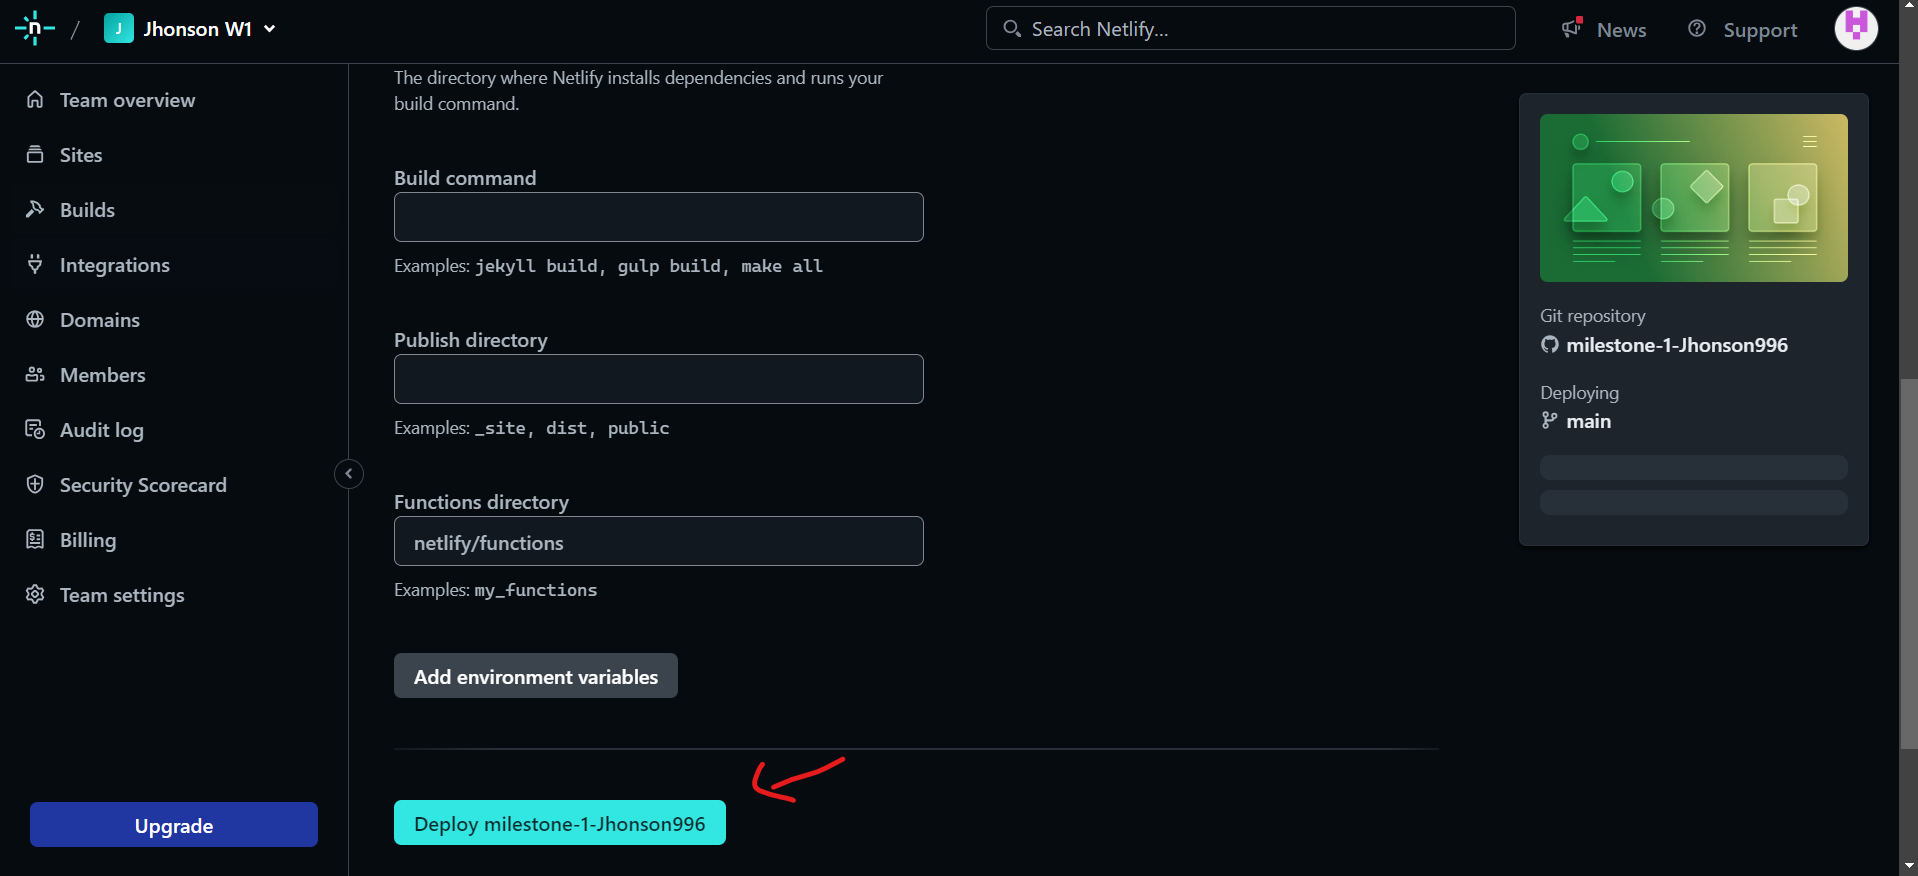 n / J Jhonson W1
Search Netlify...
News
Support
Team overview
Sites
Builds
Integrations
Domains
Members
Audit log
Security Scorecard
Billing
Team settings
Upgrade
The directory where Netlify installs dependencies and runs your
build command.
Build command
Examples: jekyll build, gulp build, make all
Publish directory
Examples: _site, dist, public
Functions directory
netlify/functions
Examples: my_functions
Add environment variables
Deploy milestone-1-Jhonson996
Git repository
milestone-1-Jhonson996
Deploying
main